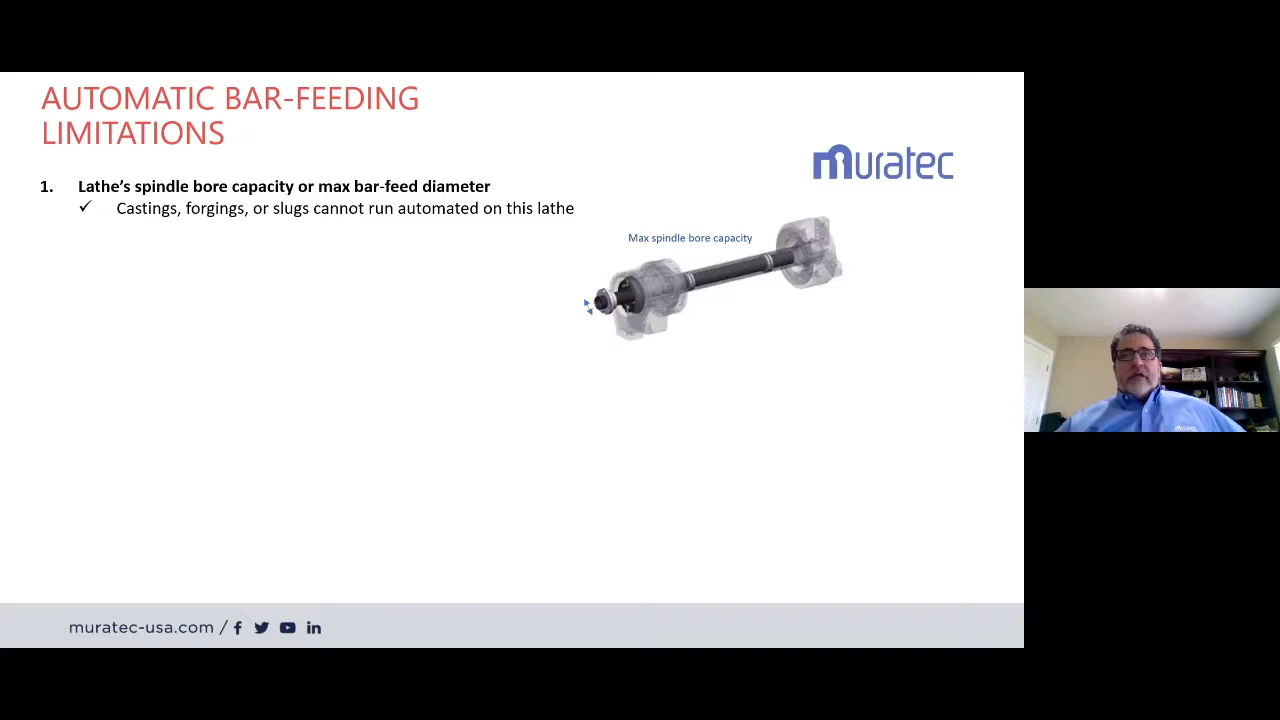 AUTOMATIC BAR-FEEDING
LIMITATIONS
muratec
1. Lathe's spindle bore capacity or max bar-feed diameter
✓ Castings, forgings, or slugs cannot run automated on this lathe
Max spindle bore capacity
muratec-usa.com /
muratec